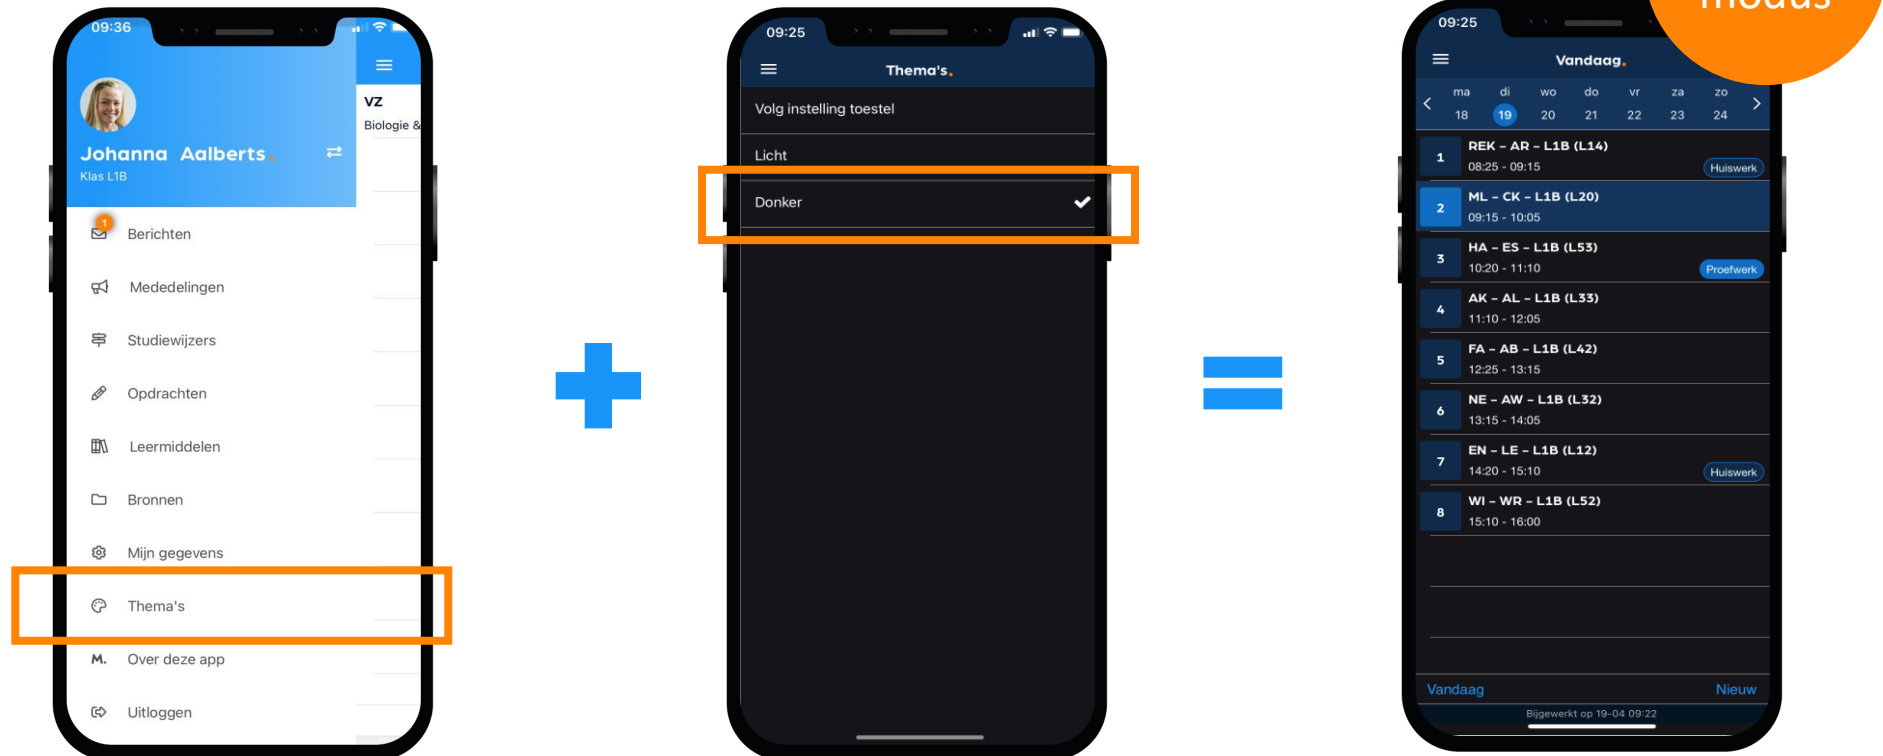 09:36
VZ
Biologie &
Johanna Aalberts.
Klas L1B
1
Berichten
Mededelingen
Studiewijzers
Opdrachten
Leermiddelen
Bronnen
Mijn gegevens
Thema's
M. Over deze app
Uitloggen
09:25
Thema's.
Volg instelling toestel
Licht
Donker
modus
09:25
Vandaag.
ma di wo do vr za zo
18 19 20 21 22 23 24
1 REK – AR – L1B (L14)
08:25 - 09:15 Huiswerk
2 ML – CK – L1B (L20)
09:15 - 10:05
3 HA – ES – L1B (L53)
10:20 - 11:10 Proefwerk
4 AK – AL – L1B (L33)
11:10 - 12:05
5 FA – AB – L1B (L42)
12:25 - 13:15
6 NE – AW – L1B (L32)
13:15 - 14:05
7 EN – LE – L1B (L12)
14:20 - 15:10 Huiswerk
8 WI – WR – L1B (L52)
15:10 - 16:00
Vandaag Nieuw
Bijgewerkt op 19-04 09:22